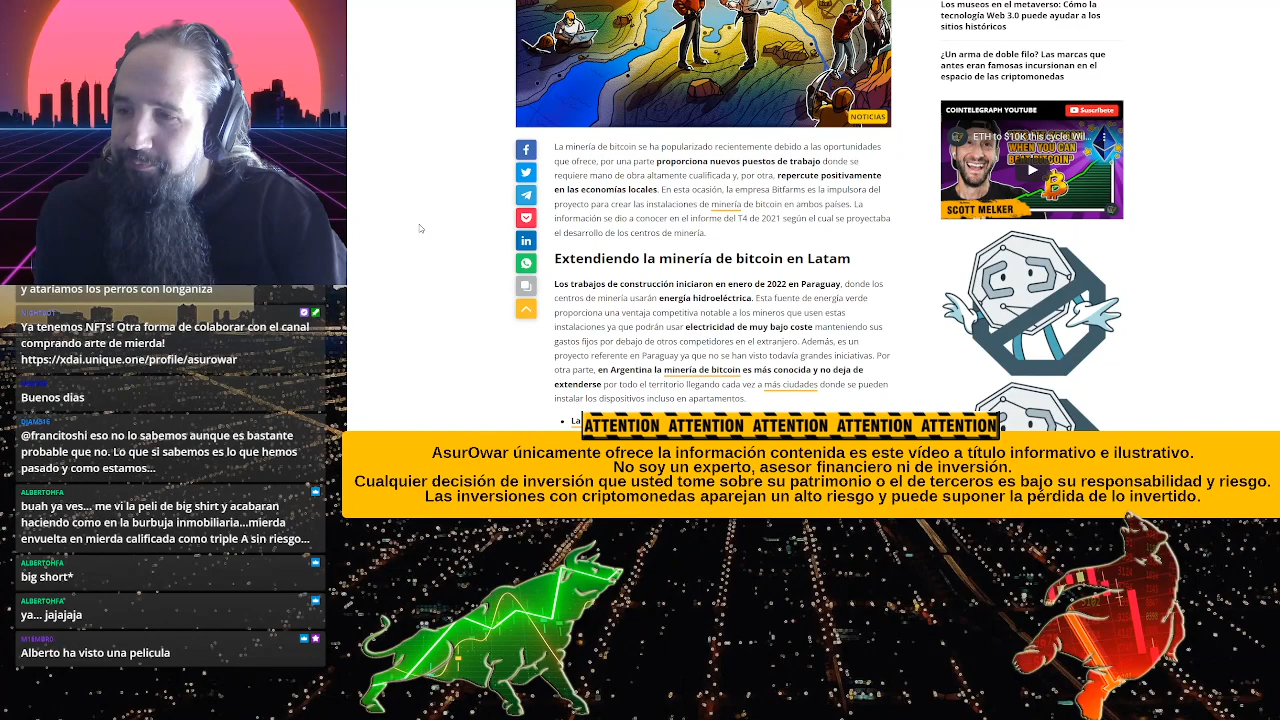 y ataríamos los perros con longaniza
NIGHTBOT
Ya tenemos NFTs! Otra forma de colaborar con el canal
comprando arte de mierda!
https://xdai.unique.one/profile/asurowar
Buenos días
DJAM516
@francitoshi eso no lo sabemos aunque es bastante
probable que no. Lo que si sabemos es lo que hemos
pasado y como estamos...
ALBERTOHFA
buah ya ves... me vi la peli de big shirt y acabaran
haciendo como en la burbuja inmobiliaria...mierda
envuelta en mierda calificada como triple A sin riesgo...
ALBERTOHFA
big short*
ALBERTOHFA
ya... jajajaja
M1EMBR0
Alberto ha visto una pelicula
NOTICIAS
La minería de bitcoin se ha popularizado recientemente debido a las oportunidades
que ofrece, por una parte proporciona nuevos puestos de trabajo donde se
requiere mano de obra altamente cualificada y, por otra, repercute positivamente
en las economías locales. En esta ocasión, la empresa Bitfarms es la impulsora del
proyecto para crear las instalaciones de minería de bitcoin en ambos países. La
información se dio a conocer en el informe del T4 de 2021 según el cual se proyectaba
el desarrollo de los centros de minería.
Extendiendo la minería de bitcoin en Latam
Los trabajos de construcción iniciaron en enero de 2022 en Paraguay, donde los
centros de minería usarán energía hidroeléctrica. Esta fuente de energía verde
proporciona una ventaja competitiva notable a los mineros que usen estas
instalaciones ya que podrán usar electricidad de muy bajo coste manteniendo sus
gastos fijos por debajo de otros competidores en el extranjero. Además, es un
proyecto referente en Paraguay ya que no se han visto todavía grandes iniciativas. Por
otra parte, en Argentina la minería de bitcoin es más conocida y no deja de
extenderse por todo el territorio llegando cada vez a más ciudades donde se pueden
instalar los dispositivos incluso en apartamentos.
La
Los museos en el metaverso: Cómo la
tecnología Web 3.0 puede ayudar a los
sitios históricos
¿Un arma de doble filo? Las marcas que
antes eran famosas incursionan en el
espacio de las criptomonedas
COINTELEGRAPH YOUTUBE
Suscríbete
ETH to $10K this cycle: Wil...
WHEN YOU CAN
BEAT BITCOIN"
SCOTT MELKER
ATTENTION ATTENTION ATTENTION ATTENTION ATTENTION
AsurOwar únicamente ofrece la información contenida es este vídeo a título informativo e ilustrativo.
No soy un experto, asesor financiero ni de inversión.
Cualquier decisión de inversión que usted tome sobre su patrimonio o el de terceros es bajo su responsabilidad y riesgo.
Las inversiones con criptomonedas aparejan un alto riesgo y puede suponer la pérdida de lo invertido.